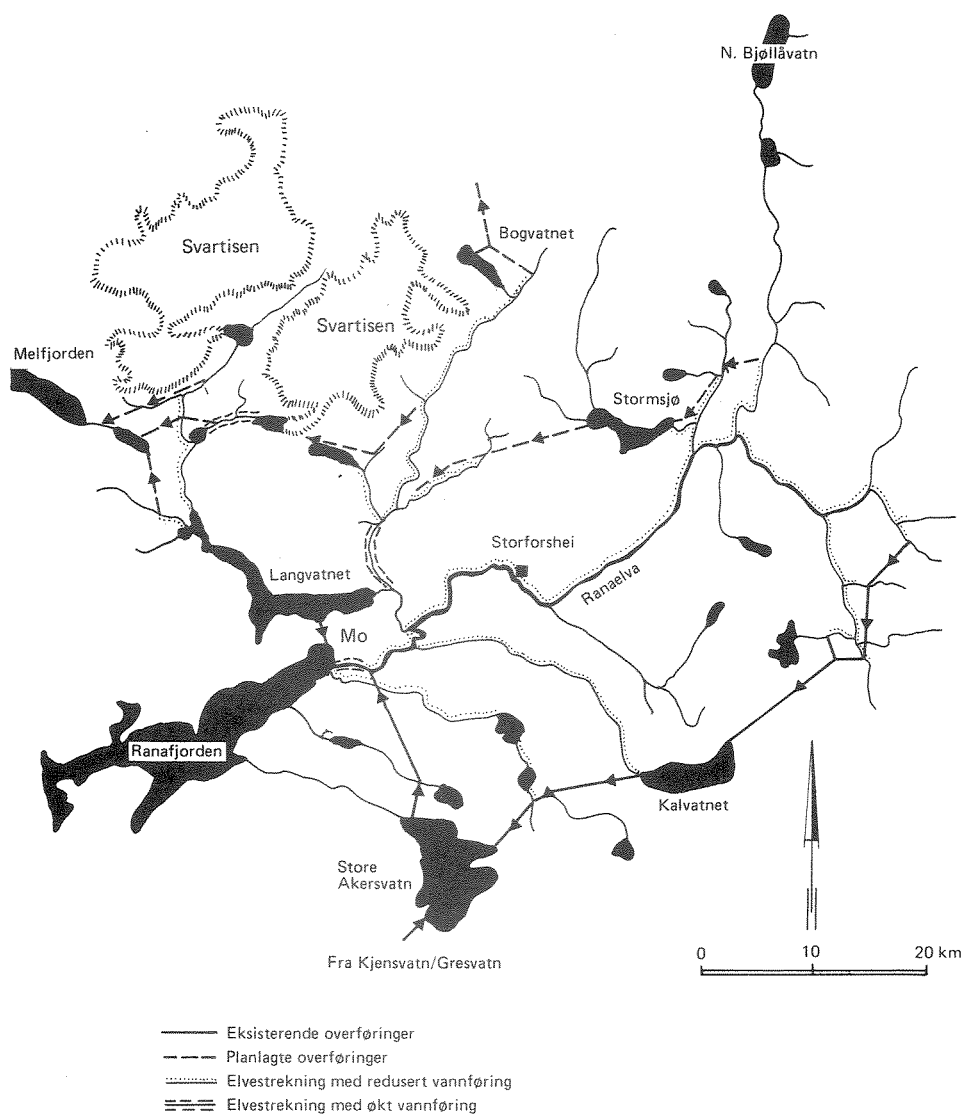 N. Bjøllåvatn
Svartisen
Bogvatnet
Svartisen
Melfjorden
Stormsjø
Storforshei
Ranaelva
Langvatnet
Mo
Ranafjorden
Kalvatnet
Store
Akersvatn
Fra Kjensvatn/Gresvatn
0 10 20 km
Eksisterende overføringer
Planlagte overføringer
Elvestrekning med redusert vannføring
Elvestrekning med økt vannføring